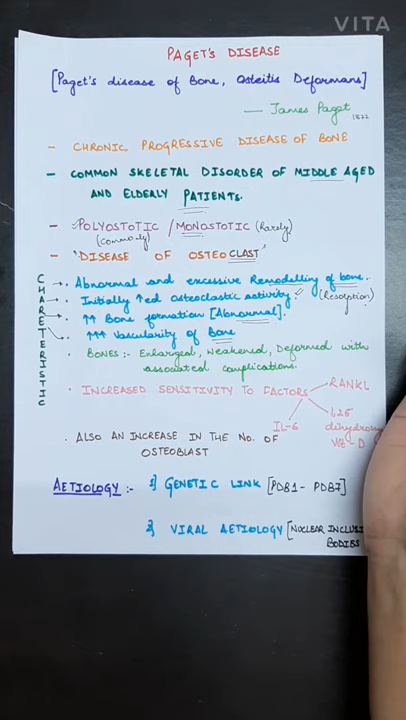 VITA
PAGET'S DISEASE
[Paget's disease of Bone, Osteitis Deformans]
— James Paget
1877
- CHRONIC PROGRESSIVE DISEASE OF BONE
- COMMON SKELETAL DISORDER OF MIDDLE AGED
AND ELDERLY PATIENTS.
- POLYOSTOTIC / MONOSTOTIC (Rarely)
(commonly)
- "DISEASE OF OSTEOCLAST"
CHARETERISTIC
→ . Abnormal and excessive Remodelling of bone.
→ . Initially ↑ed osteoclastic activity
(Resorption)
→ . ↑↑ Bone formation [Abnormal].
. ↑↑↑ Vascularity of Bone
. BONES :- Enlarged, Weakened, Deformed with
associated complications.
. INCREASED SENSITIVITY TO FACTORS
RANKL
IL-6
1,25
Vit-D
. ALSO AN INCREASE IN THE No. OF
OSTEOBLAST
AETIOLOGY :- 1) GENETIC LINK [PDB1 - PDB7]
2) VIRAL AETIOLOGY [NUCLEAR
BODIES